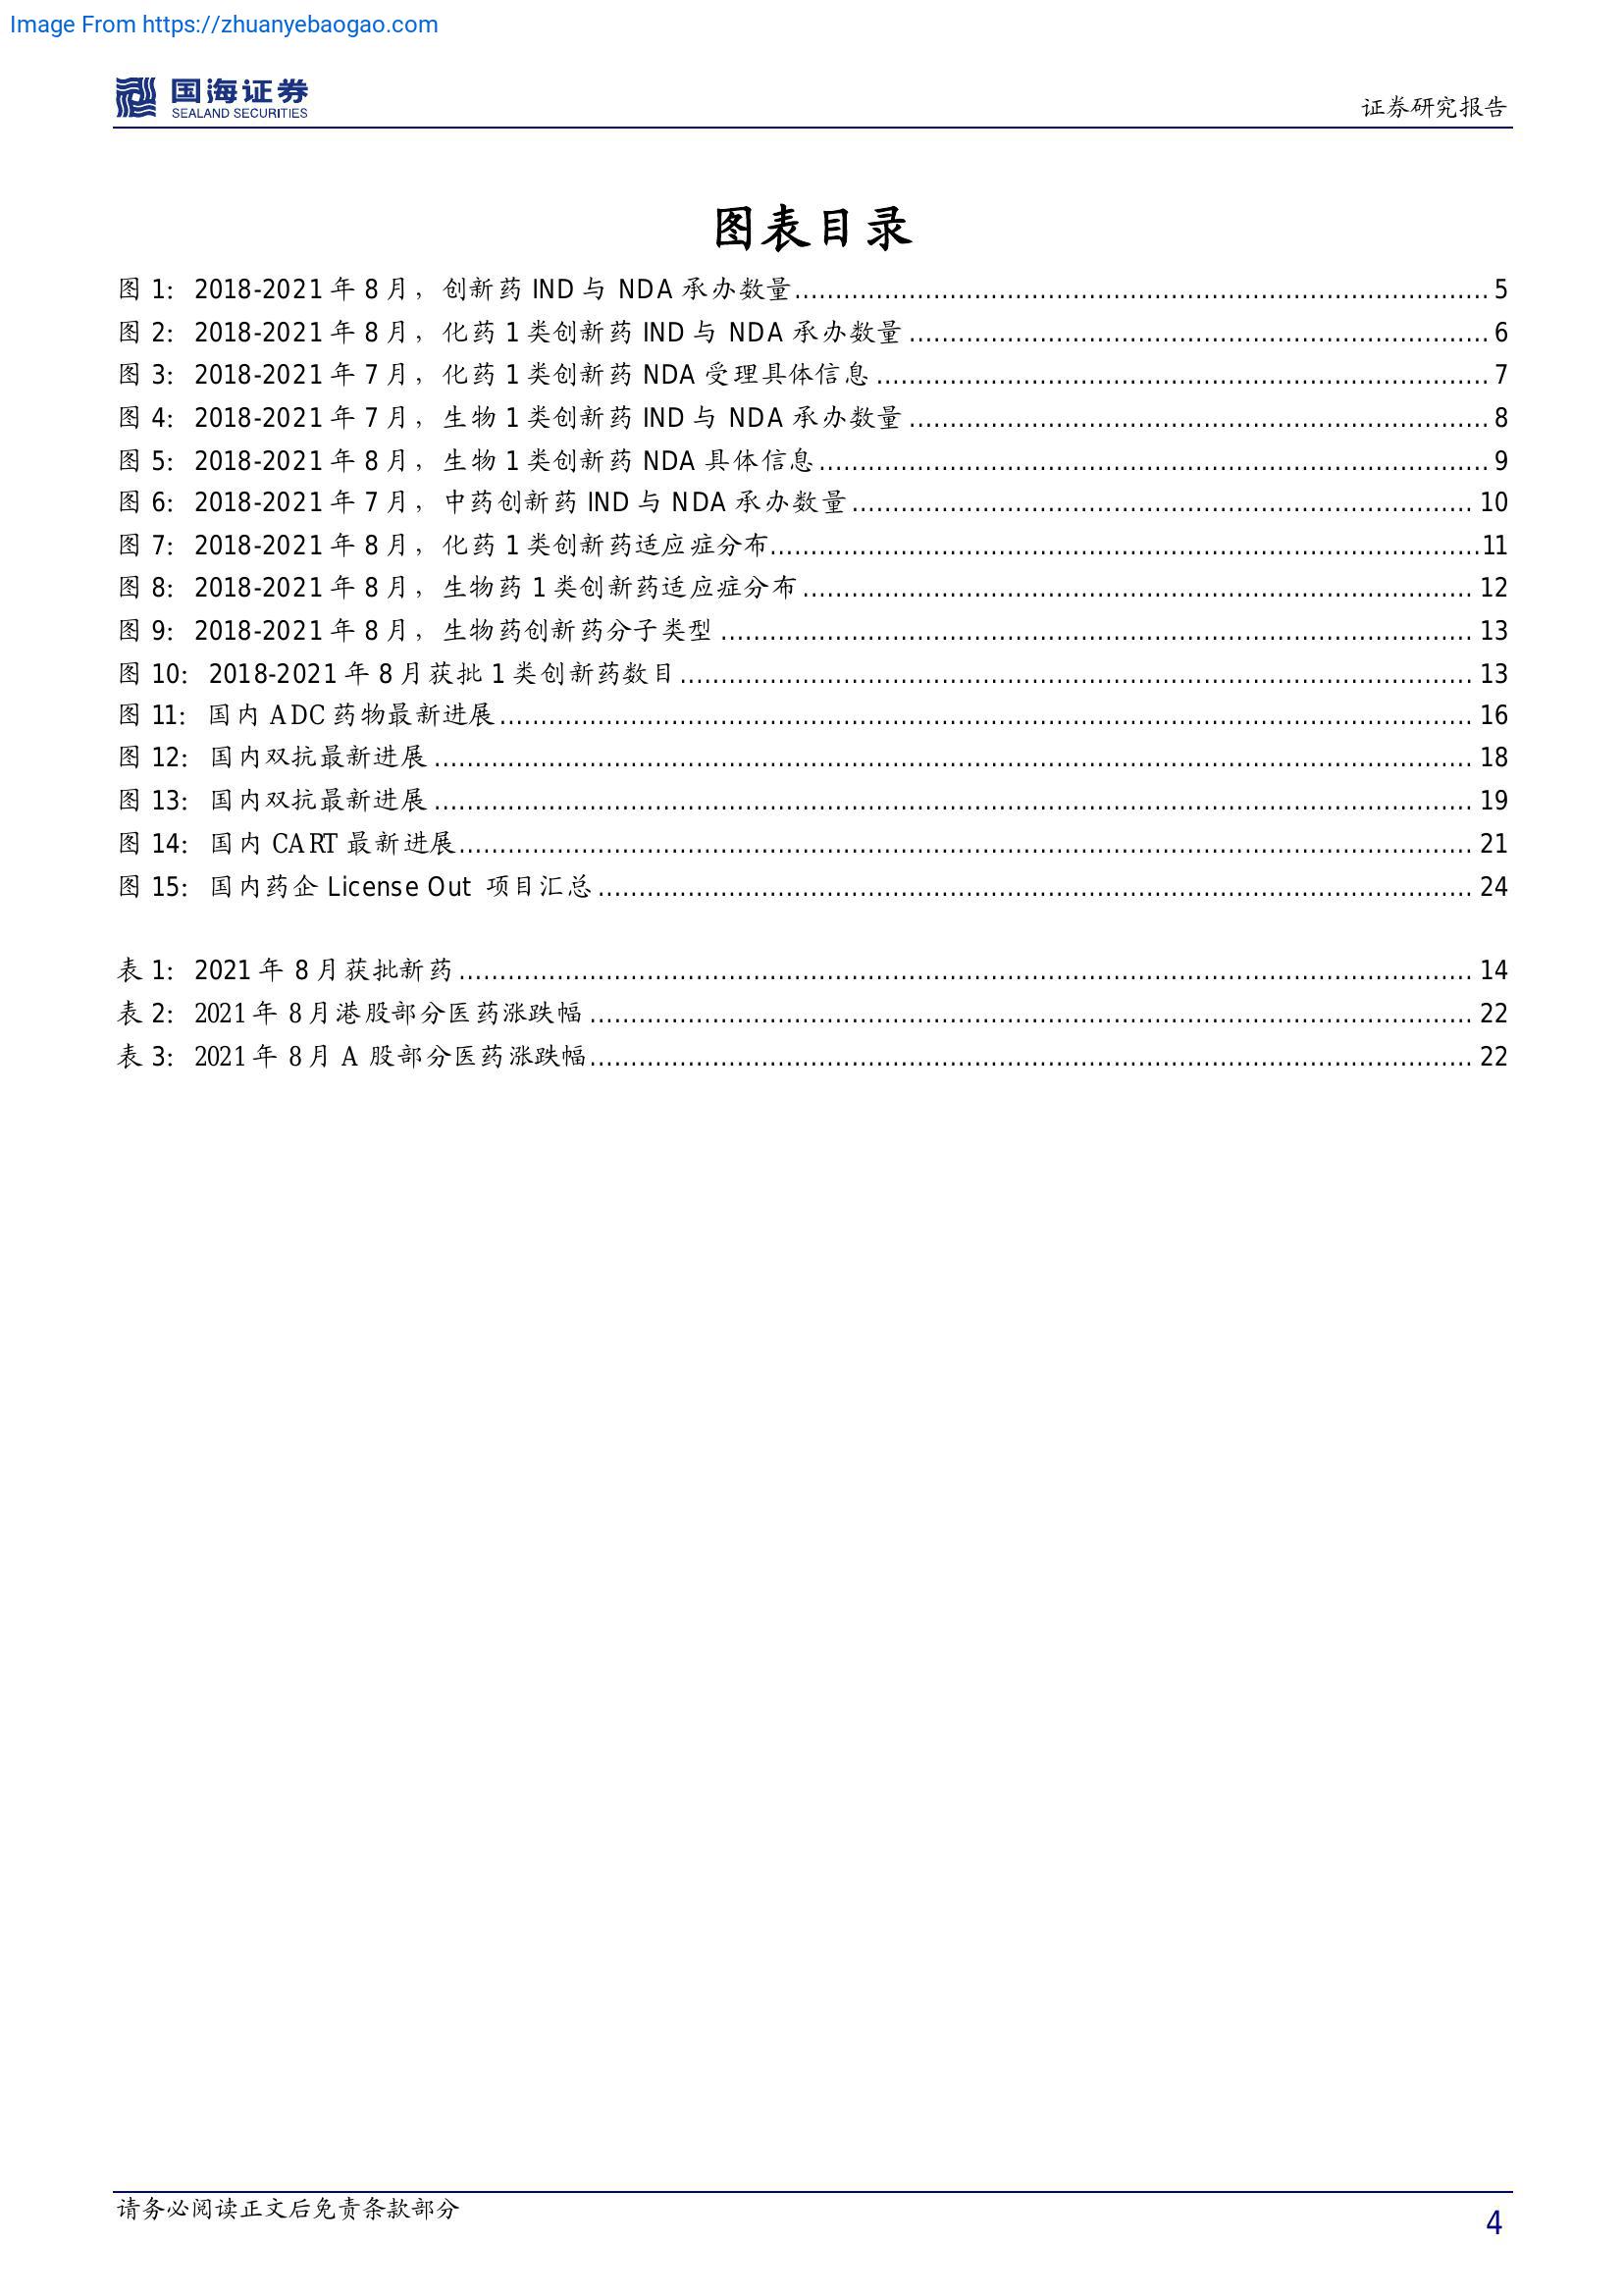 Image From https://zhuanyebaogao.com
国海证券
SEALAND SECURITIES
证券研究报告
图表目录
图 1: 2018-2021 年 8 月，创新药 IND 与 NDA 承办数量........................................ 5
图 2: 2018-2021 年 8 月，化药 1 类创新药 IND 与 NDA 承办数量........................................ 6
图 3: 2018-2021 年 7 月，化药 1 类创新药 NDA 受理具体信息........................................ 7
图 4: 2018-2021 年 7 月，生物 1 类创新药 IND 与 NDA 承办数量........................................ 8
图 5: 2018-2021 年 8 月，生物 1 类创新药 NDA 具体信息........................................ 9
图 6: 2018-2021 年 7 月，中药创新药 IND 与 NDA 承办数量........................................ 10
图 7: 2018-2021 年 8 月，化药 1 类创新药适应症分布........................................ 11
图 8: 2018-2021 年 8 月，生物药 1 类创新药适应症分布........................................ 12
图 9: 2018-2021 年 8 月，生物药创新药分子类型........................................ 13
图 10: 2018-2021 年 8 月获批 1 类创新药数目........................................ 13
图 11: 国内 ADC 药物最新进展........................................ 16
图 12: 国内双抗最新进展........................................ 18
图 13: 国内双抗最新进展........................................ 19
图 14: 国内 CART 最新进展........................................ 21
图 15: 国内药企 License Out 项目汇总........................................ 24
表 1: 2021 年 8 月获批新药........................................ 14
表 2: 2021 年 8 月港股部分医药涨跌幅........................................ 22
表 3: 2021 年 8 月 A 股部分医药涨跌幅........................................ 22
请务必阅读正文后免责条款部分
4